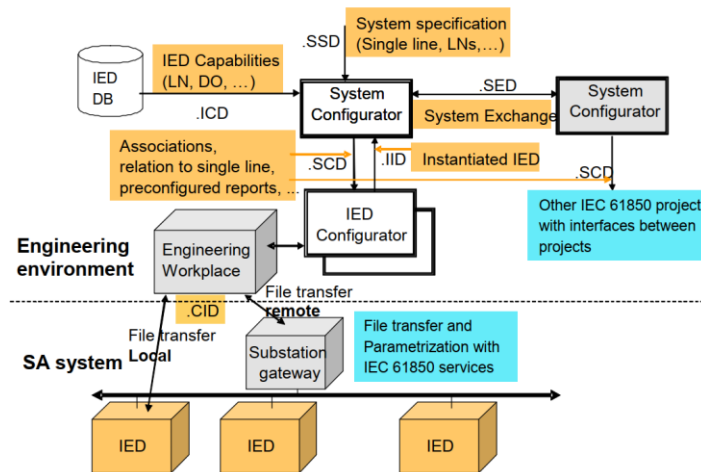 System specification
(Single line, LNs,…)
.SSD
IED
DB
IED Capabilities
(LN, DO, …)
.ICD
System
Configurator
.SED
System Exchange
System
Configurator
Associations,
relation to single line,
preconfigured reports, ...
.SCD
.IID
Instantiated IED
.SCD
IED
Configurator
Other IEC 61850 project
with interfaces between
projects
Engineering
environment
Engineering
Workplace
.CID
File transfer
remote
File transfer
Local
SA system
Substation
gateway
File transfer and
Parametrization with
IEC 61850 services
IED
IED
IED